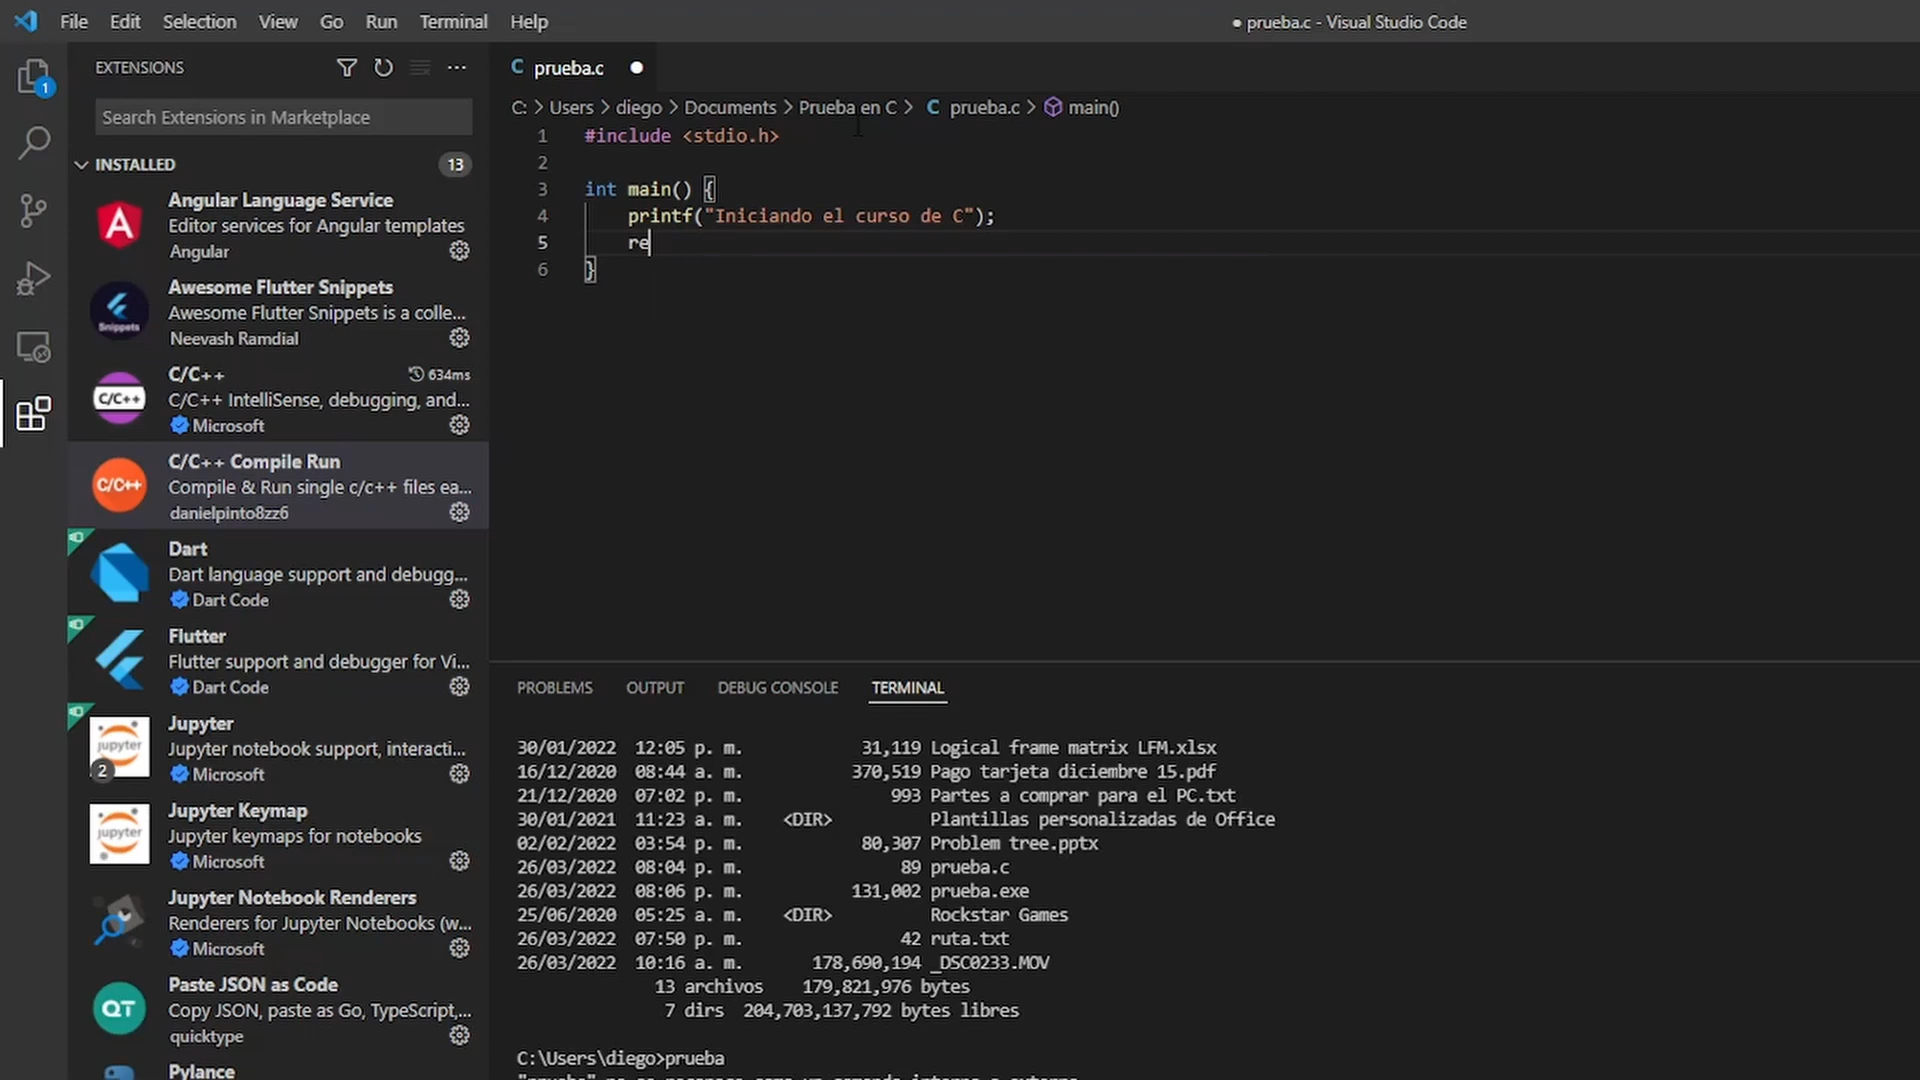 File Edit Selection View Go Run Terminal Help
● prueba.c - Visual Studio Code
1
EXTENSIONS
Search Extensions in Marketplace
INSTALLED 13
Angular Language Service
Editor services for Angular templates
Angular
Awesome Flutter Snippets
Awesome Flutter Snippets is a colle...
Neevash Ramdial
Snippets
C/C++ 634ms
C/C++ IntelliSense, debugging, and...
Microsoft
C/C++
C/C++ Compile Run
Compile & Run single c/c++ files ea...
danielpinto8zz6
C/C++
Dart
Dart language support and debugg...
Dart Code
Flutter
Flutter support and debugger for Vi...
Dart Code
Jupyter
Jupyter notebook support, interacti...
Microsoft
jupyter
2
Jupyter Keymap
Jupyter keymaps for notebooks
Microsoft
jupyter
Jupyter Notebook Renderers
Renderers for Jupyter Notebooks (w...
Microsoft
Paste JSON as Code
Copy JSON, paste as Go, TypeScript,...
quicktype
QT
Pylance
C prueba.c ●
C: > Users > diego > Documents > Prueba en C > C prueba.c > main()
1 #include <stdio.h>
2
3 int main() {
4 printf("Iniciando el curso de C");
5 re
6 }
PROBLEMS OUTPUT DEBUG CONSOLE TERMINAL
30/01/2022 12:05 p. m. 31,119 Logical frame matrix LFM.xlsx
16/12/2020 08:44 a. m. 370,519 Pago tarjeta diciembre 15.pdf
21/12/2020 07:02 p. m. 993 Partes a comprar para el PC.txt
30/01/2021 11:23 a. m. <DIR> Plantillas personalizadas de Office
02/02/2022 03:54 p. m. 80,307 Problem tree.pptx
26/03/2022 08:04 p. m. 89 prueba.c
26/03/2022 08:06 p. m. 131,002 prueba.exe
25/06/2020 05:25 a. m. <DIR> Rockstar Games
26/03/2022 07:50 p. m. 42 ruta.txt
26/03/2022 10:16 a. m. 178,690,194 _DSC0233.MOV
13 archivos 179,821,976 bytes
7 dirs 204,703,137,792 bytes libres
C:\Users\diego>prueba